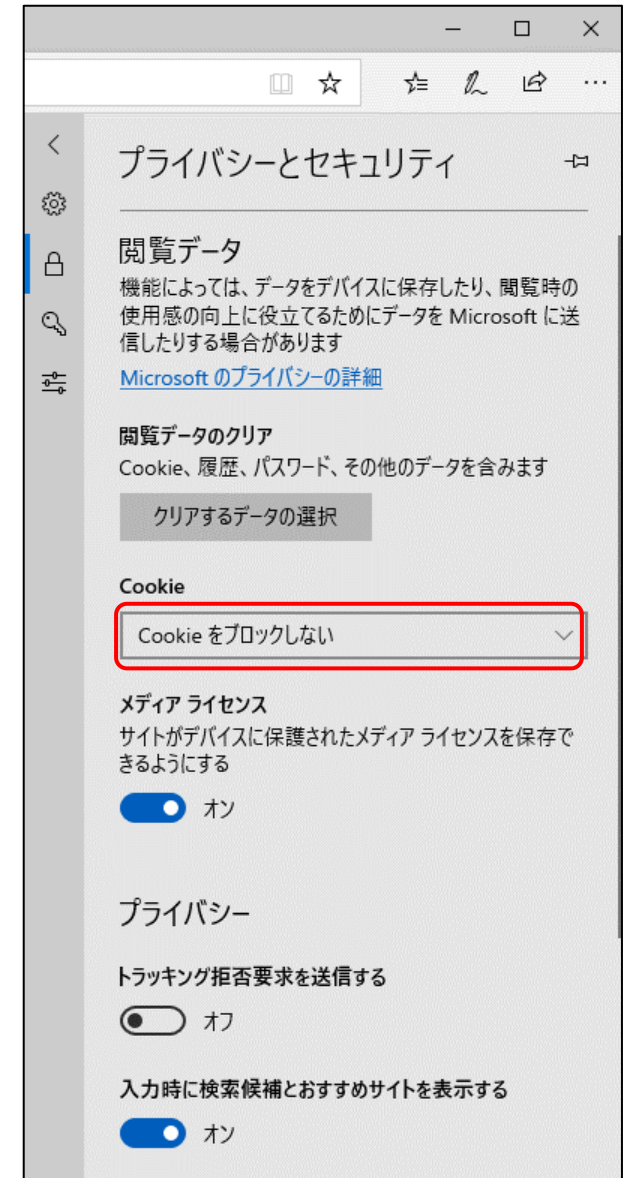 プライバシーとセキュリティ
閲覧データ
機能によっては、データをデバイスに保存したり、閲覧時の
使用感の向上に役立てるためにデータを Microsoft に送
信したりする場合があります
Microsoft のプライバシーの詳細
閲覧データのクリア
Cookie、履歴、パスワード、その他のデータを含みます
クリアするデータの選択
Cookie
Cookie をブロックしない
メディア ライセンス
サイトがデバイスに保護されたメディア ライセンスを保存で
きるようにする
オン
プライバシー
トラッキング拒否要求を送信する
オフ
入力時に検索候補とおすすめサイトを表示する
オン